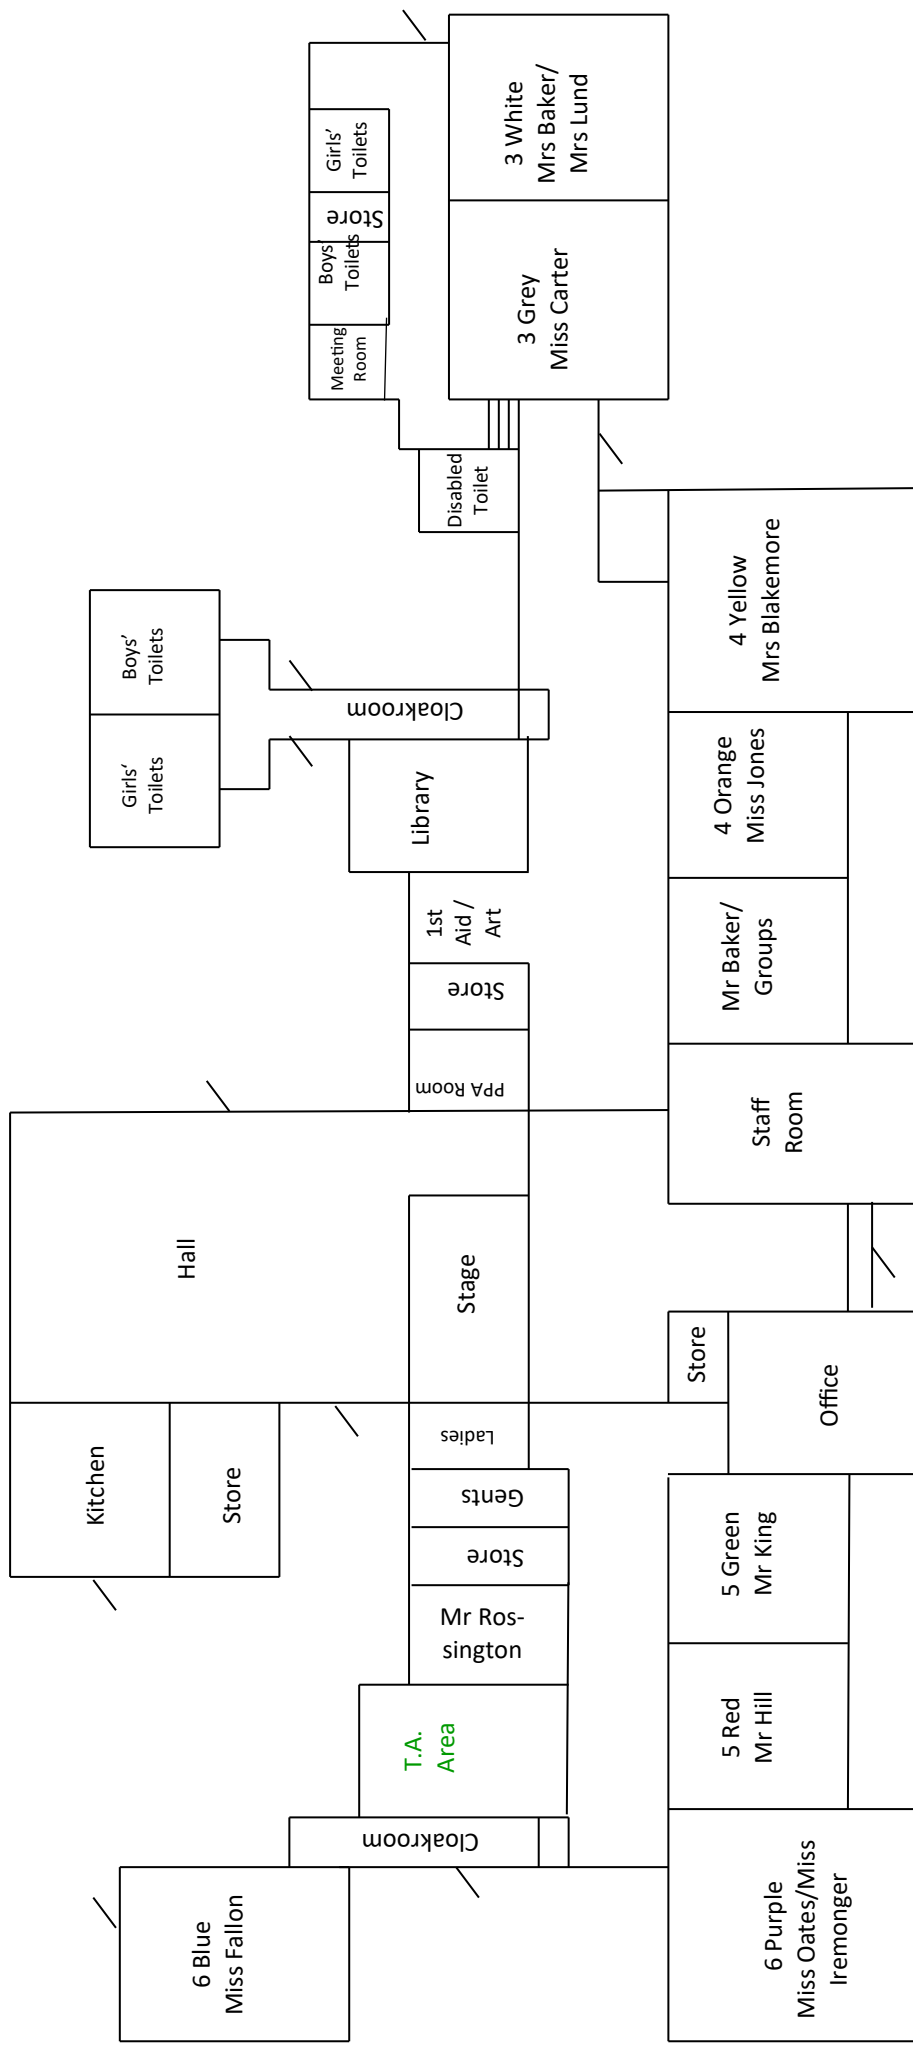 6 Blue
Miss Fallon
Kitchen
Store
Hall
Girls'
Toilets
Boys'
Toilets
Meeting
Room
Boys'
Toilets
Store
Girls'
Toilets
Cloakroom
T.A.
Area
Mr Ros-
sington
Store
Gents
Ladies
Stage
PPA Room
Store
1st
Aid /
Art
Library
Cloakroom
Disabled
Toilet
3 Grey
Miss Carter
3 White
Mrs Baker/
Mrs Lund
6 Purple
Miss Oates/Miss
Iremonger
5 Red
Mr Hill
5 Green
Mr King
Office
Store
Staff
Room
Mr Baker/
Groups
4 Orange
Miss Jones
4 Yellow
Mrs Blakemore